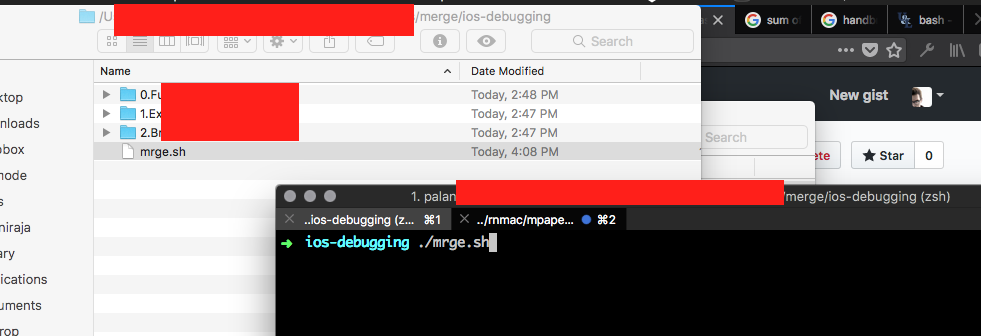 /U
/merge/ios-debugging
Search
Name
Date Modified
0.Fu
Today, 2:48 PM
1.Ex
Today, 2:47 PM
2.Br
Today, 2:47 PM
mrge.sh
Today, 4:08 PM
ktop
nloads
box
mode
s
niraja
ary
ications
uments
rop
sum of
handb
bash -
New gist
Search
ete
Star
0
1. palan
/merge/ios-debugging (zsh)
..ios-debugging (z... ⌘1
../rnmac/mpape... ⌘2
➜ ios-debugging ./mrge.sh